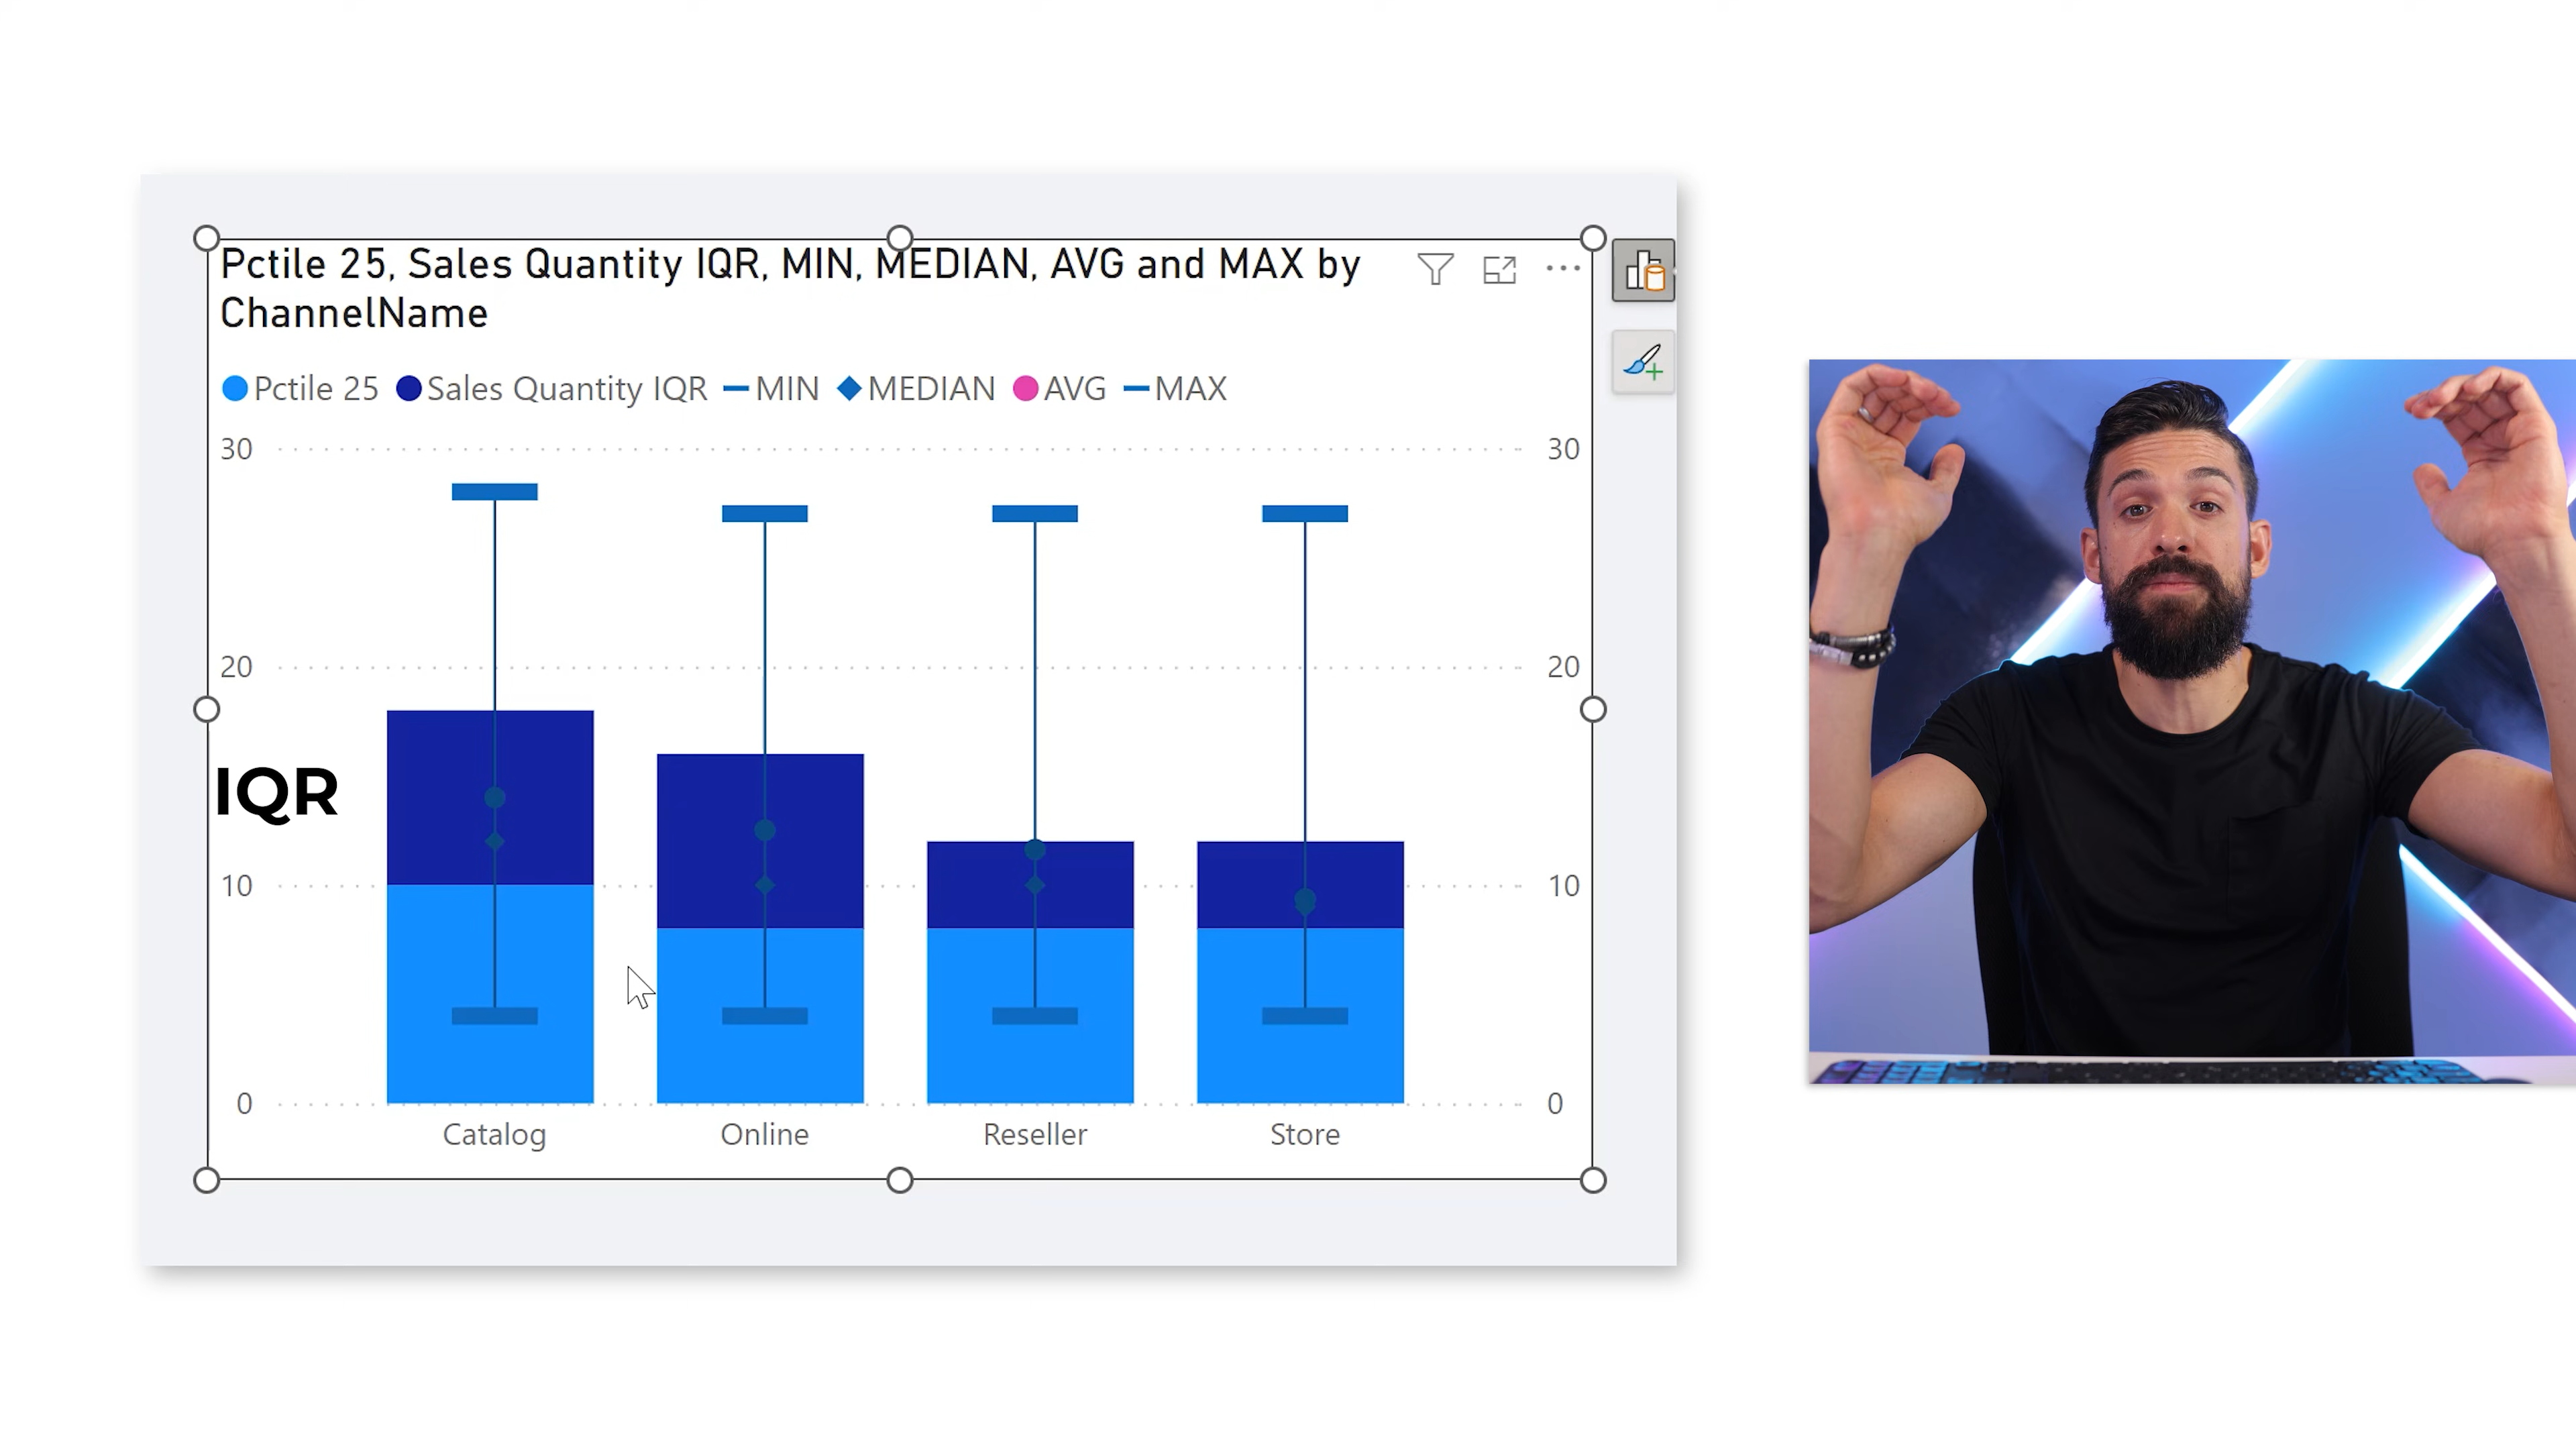 Pctile 25, Sales Quantity IQR, MIN, MEDIAN, AVG and MAX by
ChannelName
Pctile 25 Sales Quantity IQR MIN MEDIAN AVG MAX
30 30
20 20
IQR
10 10
0 0
Catalog Online Reseller Store